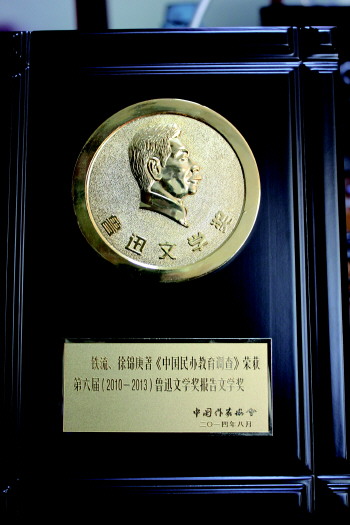 鲁迅文学奖
铁流、徐锦庚著《中国民办教育调查》荣获
第六届(2010—2013)鲁迅文学奖报告文学奖
中国作家协会
二〇一四年八月